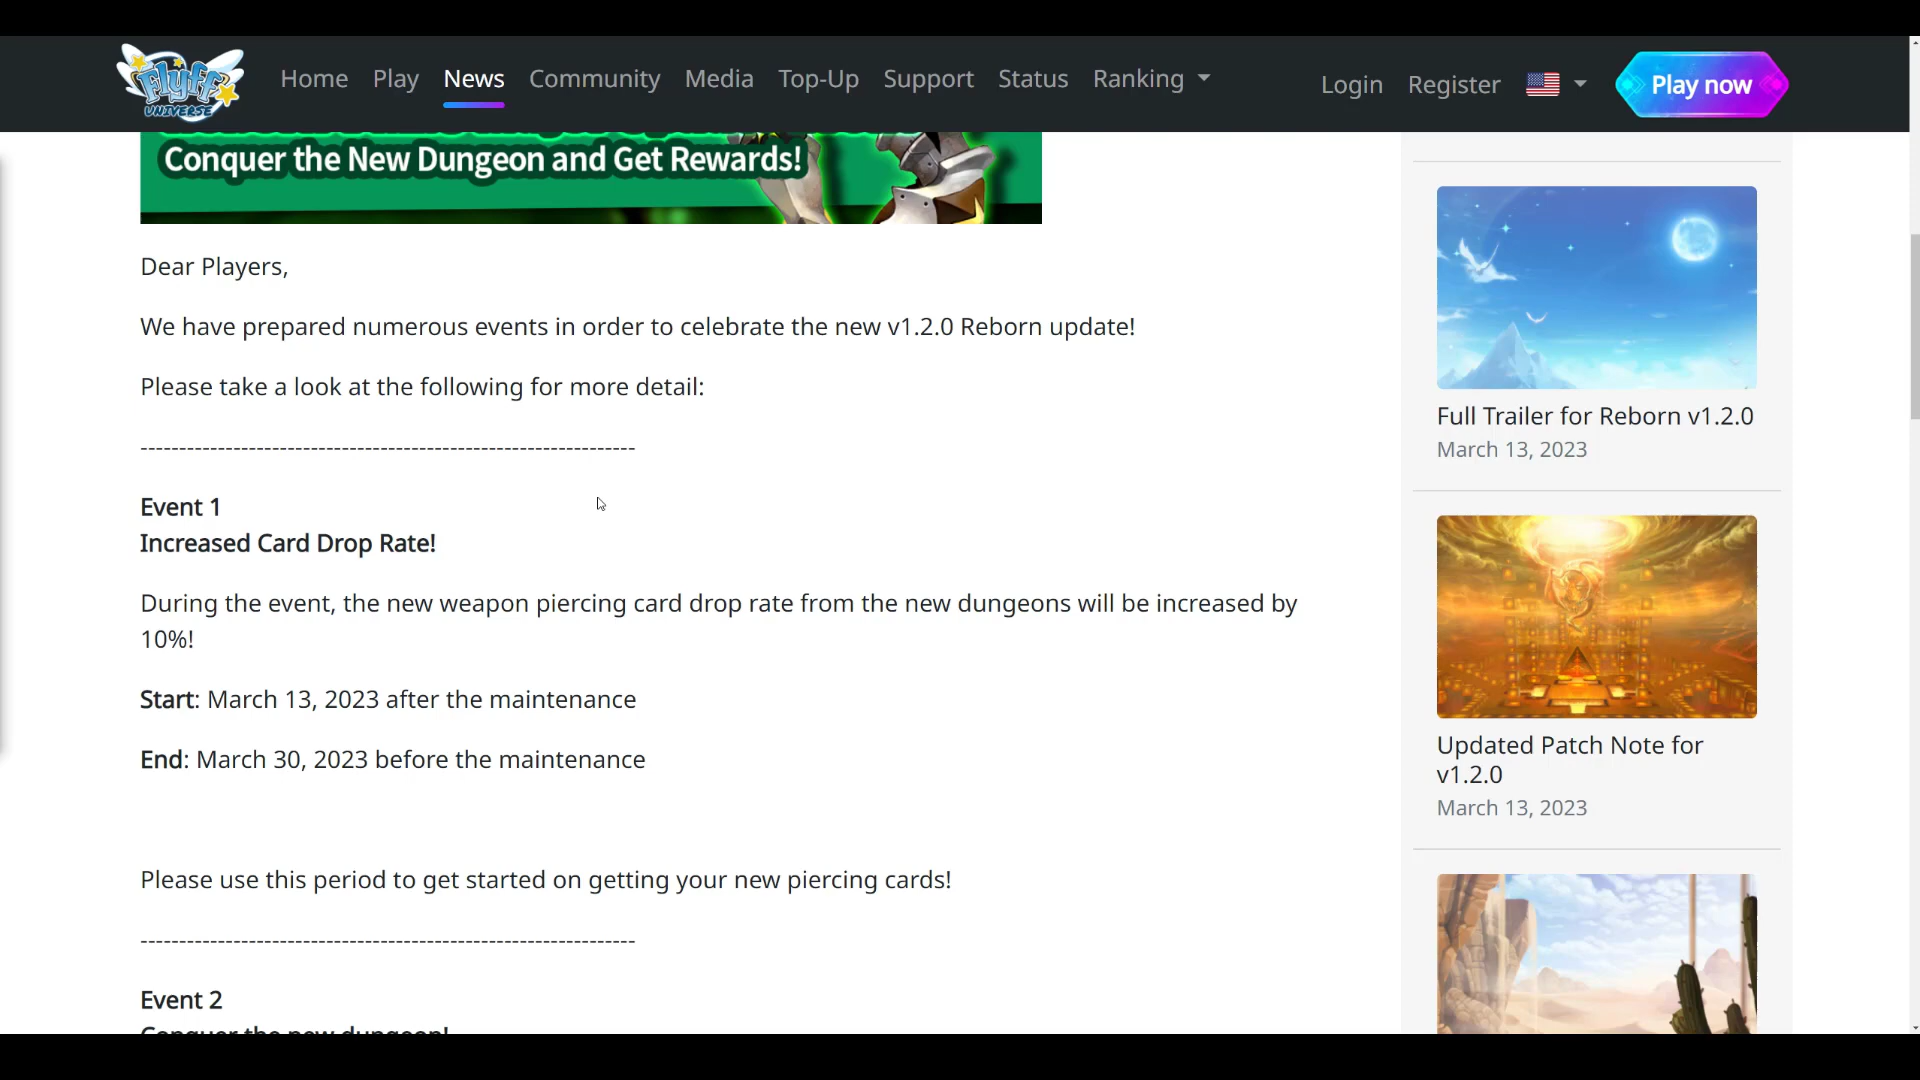 Flyff
UNIVERSE
Home Play News Community Media Top-Up Support Status Ranking
Login Register Play now
Conquer the New Dungeon and Get Rewards!
Dear Players,
We have prepared numerous events in order to celebrate the new v1.2.0 Reborn update!
Please take a look at the following for more detail:
----------------------------------------------------------------
Event 1
Increased Card Drop Rate!
During the event, the new weapon piercing card drop rate from the new dungeons will be increased by
10%!
Start: March 13, 2023 after the maintenance
End: March 30, 2023 before the maintenance
Please use this period to get started on getting your new piercing cards!
----------------------------------------------------------------
Event 2
Conquer the new dungeon!
Full Trailer for Reborn v1.2.0
March 13, 2023
Updated Patch Note for
v1.2.0
March 13, 2023